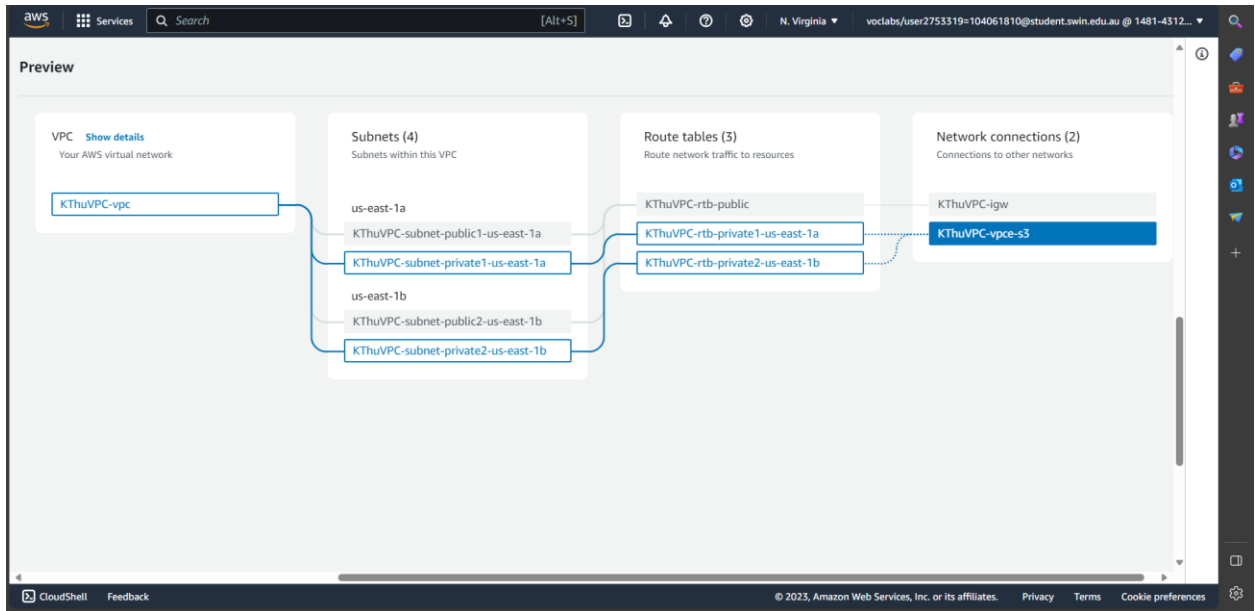 aws Services Search [Alt+S] N. Virginia ▼ voclabs/user2753319=104061810@student.swin.edu.au @ 1481-4312... ▼
Preview
VPC Show details
Your AWS virtual network
KThuVPC-vpc
Subnets (4)
Subnets within this VPC
us-east-1a
KThuVPC-subnet-public1-us-east-1a
KThuVPC-subnet-private1-us-east-1a
us-east-1b
KThuVPC-subnet-public2-us-east-1b
KThuVPC-subnet-private2-us-east-1b
Route tables (3)
Route network traffic to resources
KThuVPC-rtb-public
KThuVPC-rtb-private1-us-east-1a
KThuVPC-rtb-private2-us-east-1b
Network connections (2)
Connections to other networks
KThuVPC-igw
KThuVPC-vpce-s3
CloudShell Feedback © 2023, Amazon Web Services, Inc. or its affiliates. Privacy Terms Cookie preferences